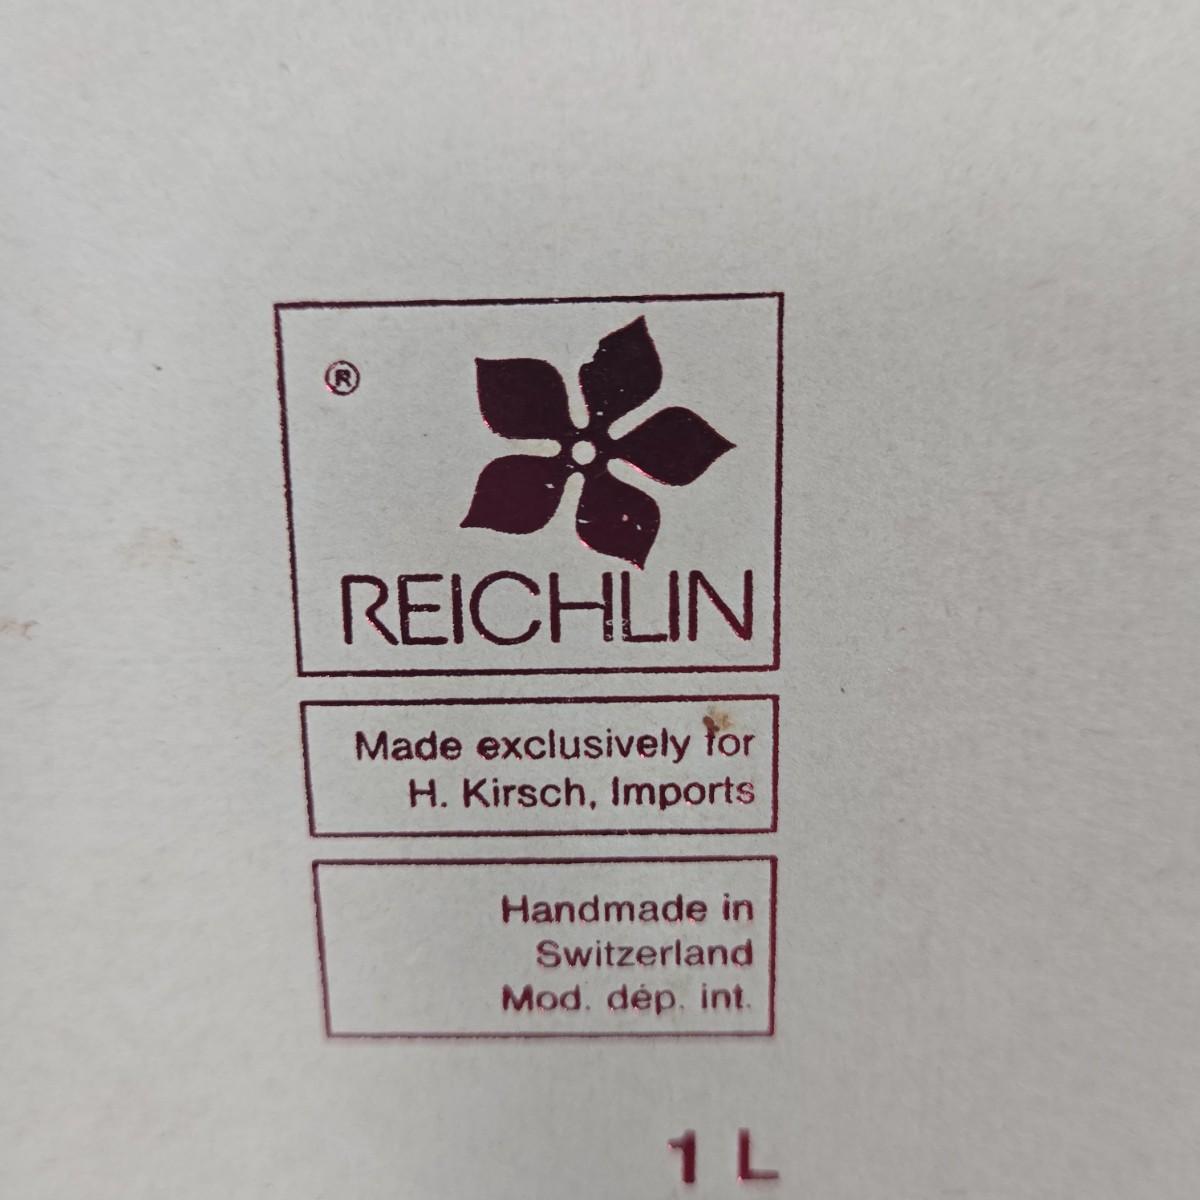 ®
REICHLIN
Made exclusively for
H. Kirsch, Imports
Handmade in
Switzerland
Mod. dép. int.
1 L